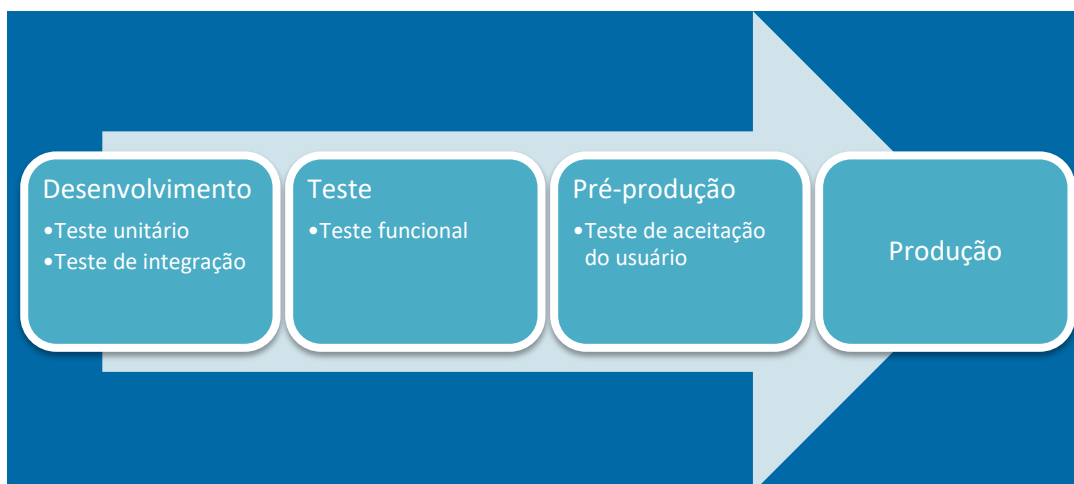 Desenvolvimento
•Teste unitário
•Teste de integração
Teste
•Teste funcional
Pré-produção
•Teste de aceitação
do usuário
Produção